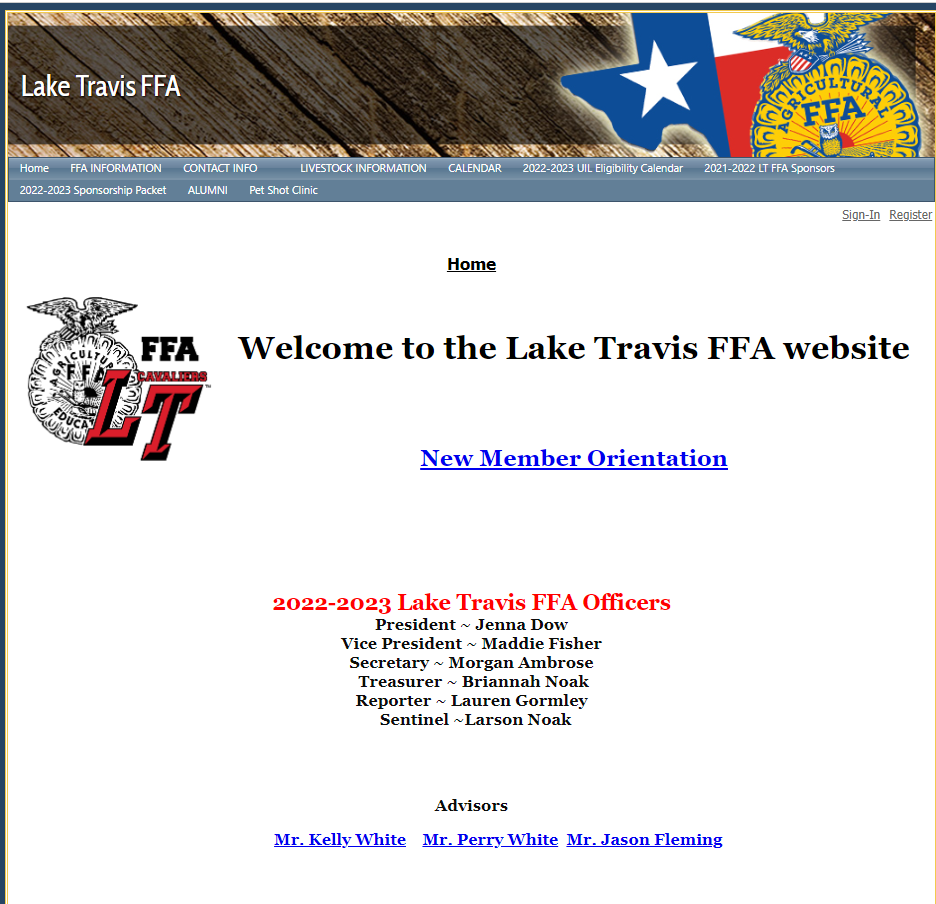 Lake Travis FFA
AGRICULTURAL
FFA
Home FFA INFORMATION CONTACT INFO LIVESTOCK INFORMATION CALENDAR 2022-2023 UIL Eligibility Calendar 2021-2022 LT FFA Sponsors
2022-2023 Sponsorship Packet ALUMNI Pet Shot Clinic
Sign-In Register
Home
AGRICULTU
FFA
EDUCA
FFA
CAVALIERS
LT
Welcome to the Lake Travis FFA website
New Member Orientation
2022-2023 Lake Travis FFA Officers
President ~ Jenna Dow
Vice President ~ Maddie Fisher
Secretary ~ Morgan Ambrose
Treasurer ~ Briannah Noak
Reporter ~ Lauren Gormley
Sentinel ~Larson Noak
Advisors
Mr. Kelly White Mr. Perry White Mr. Jason Fleming